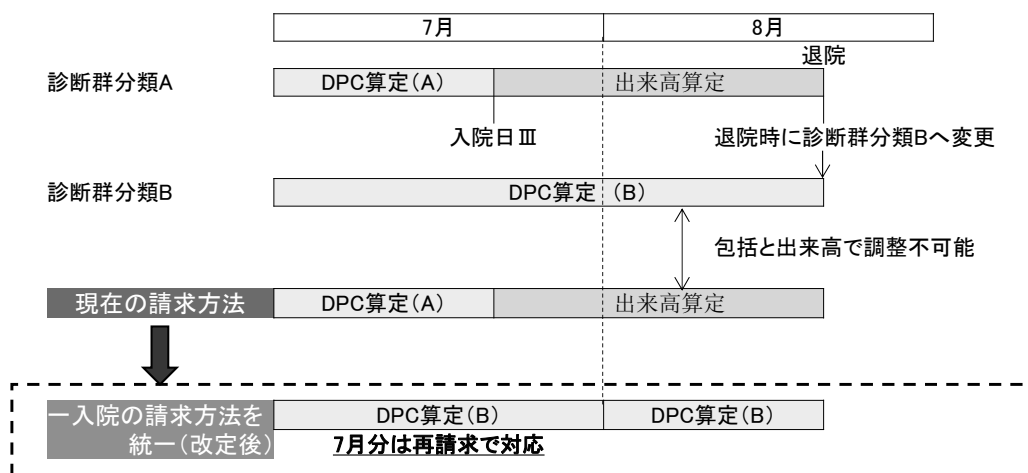 7月 8月
退院
診断群分類A DPC算定(A) 出来高算定
入院日Ⅲ 退院時に診断群分類Bへ変更
診断群分類B DPC算定 (B)
包括と出来高で調整不可能
現在の請求方法 DPC算定(A) 出来高算定
一入院の請求方法を DPC算定(B) DPC算定(B)
統一(改定後) 7月分は再請求で対応